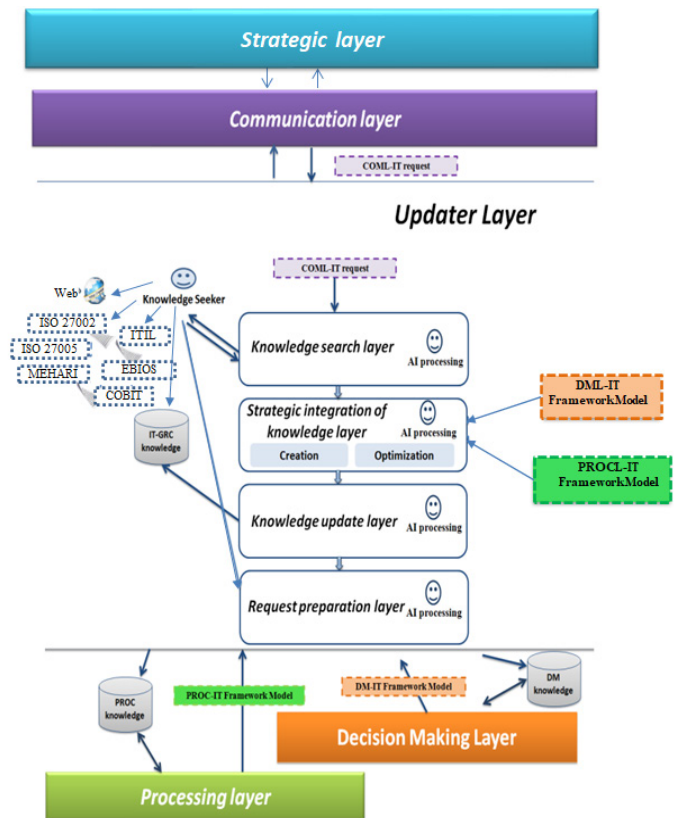 Strategic layer
Communication layer
COML-IT request
Updater Layer
COML-IT request
Web
Knowledge Seeker
ISO 27002
ITIL
ISO 27005
EBIOS
MEHARI
COBIT
IT-GRC
knowledge
Knowledge search layer
AI processing
Strategic integration of
knowledge layer
AI processing
Creation
Optimization
DML-IT
FrameworkModel
PROCL-IT
FrameworkModel
Knowledge update layer
AI processing
Request preparation layer
AI processing
PROC
knowledge
PROC-IT Framework Model
DM-IT Framework Model
DM
knowledge
Decision Making Layer
Processing layer